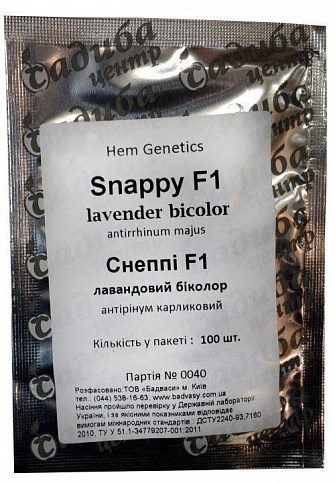 садиба
центр
Hem Genetics
Snappy F1
lavender bicolor
antirrhinum majus
Снеппі F1
лавандовий біколор
антірінум карликовий
Кількість у пакеті : 100 шт.
Партія № 0040
Розфасовано.ТОВ «Бадваси» м. Київ
тел.: (044) 538-16-63, www.badvasy.com.ua
Насіння пройшло перевірку у Державній лабораторії
України, і за якісними показниками відповідає
вимогам міжнародних стандартів : ДСТУ2240-93,7160
2010, ТУ У 51.1-34779207-001:2011